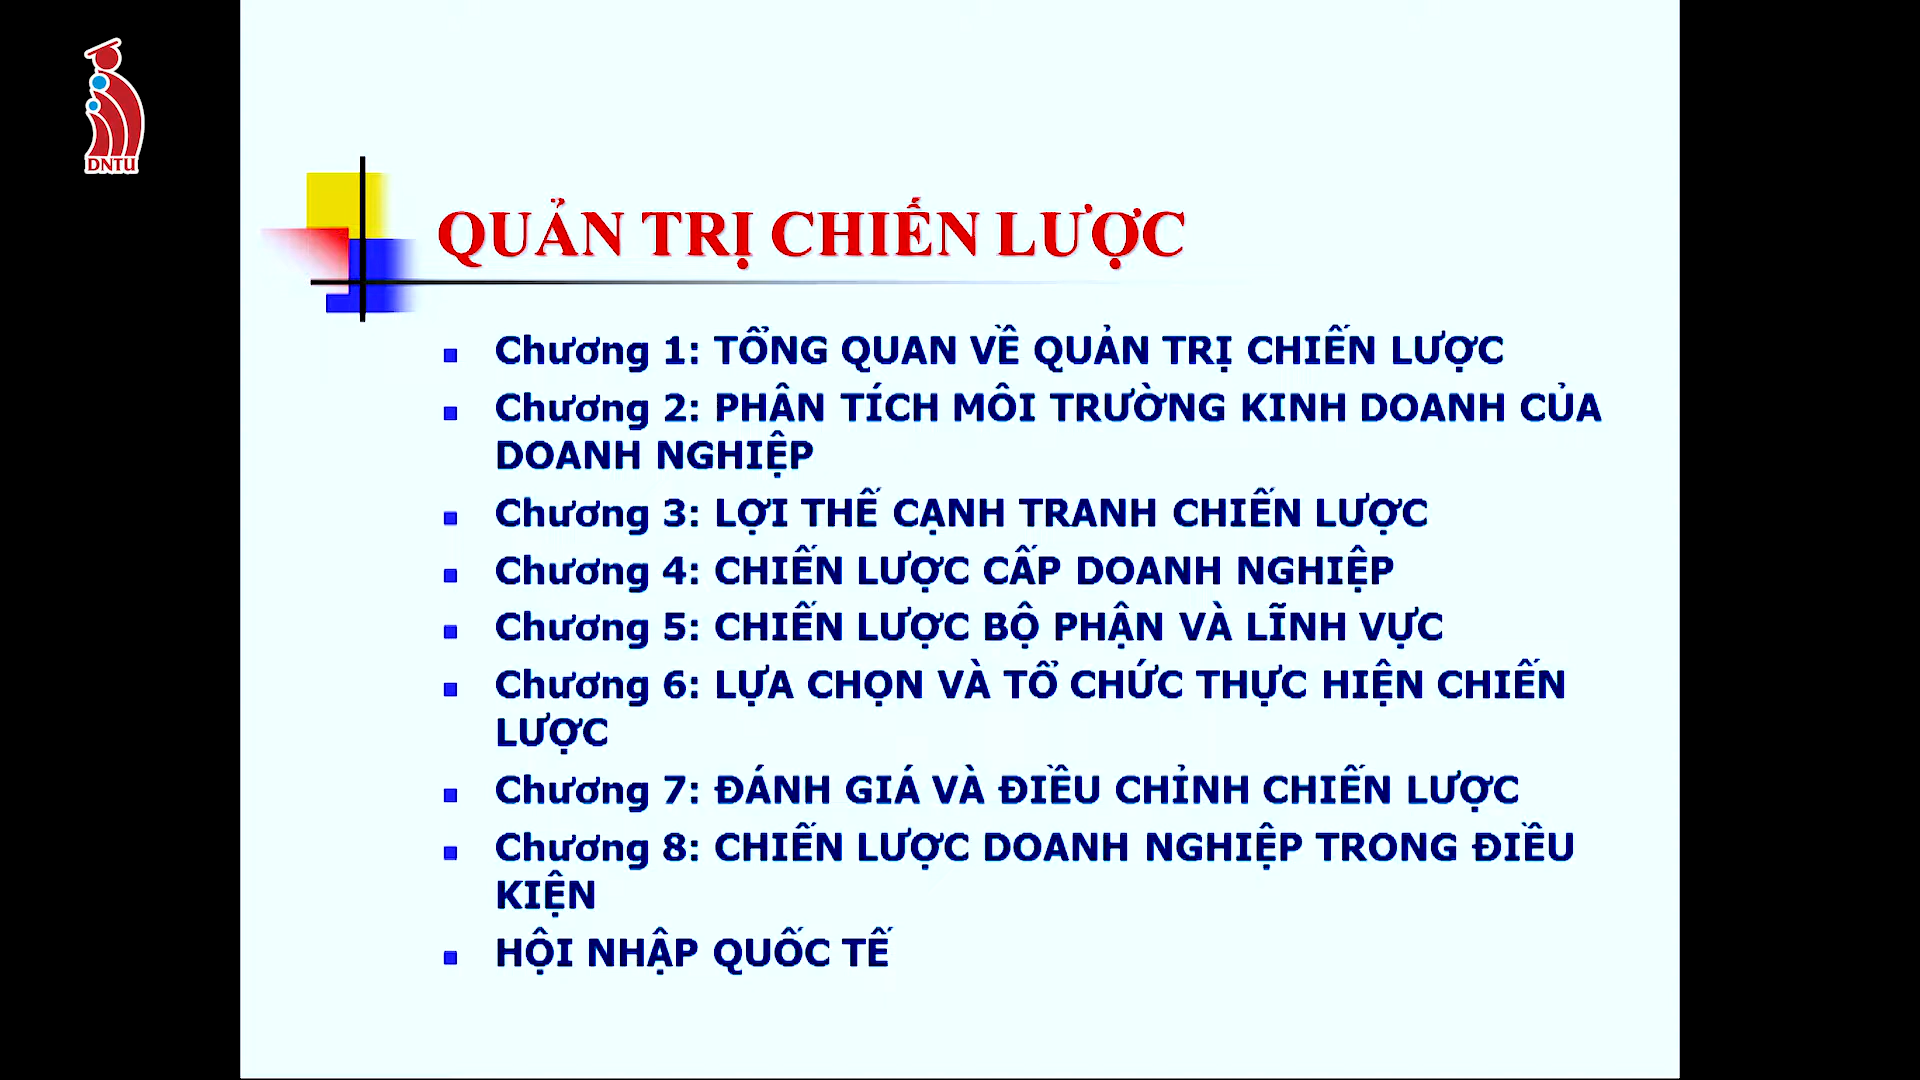 DNTU
QUẢN TRỊ CHIẾN LƯỢC
Chương 1: TỔNG QUAN VỀ QUẢN TRỊ CHIẾN LƯỢC
Chương 2: PHÂN TÍCH MÔI TRƯỜNG KINH DOANH CỦA
DOANH NGHIỆP
Chương 3: LỢI THẾ CẠNH TRANH CHIẾN LƯỢC
Chương 4: CHIẾN LƯỢC CẤP DOANH NGHIỆP
Chương 5: CHIẾN LƯỢC BỘ PHẬN VÀ LĨNH VỰC
Chương 6: LỰA CHỌN VÀ TỔ CHỨC THỰC HIỆN CHIẾN
LƯỢC
Chương 7: ĐÁNH GIÁ VÀ ĐIỀU CHỈNH CHIẾN LƯỢC
Chương 8: CHIẾN LƯỢC DOANH NGHIỆP TRONG ĐIỀU
KIỆN
HỘI NHẬP QUỐC TẾ